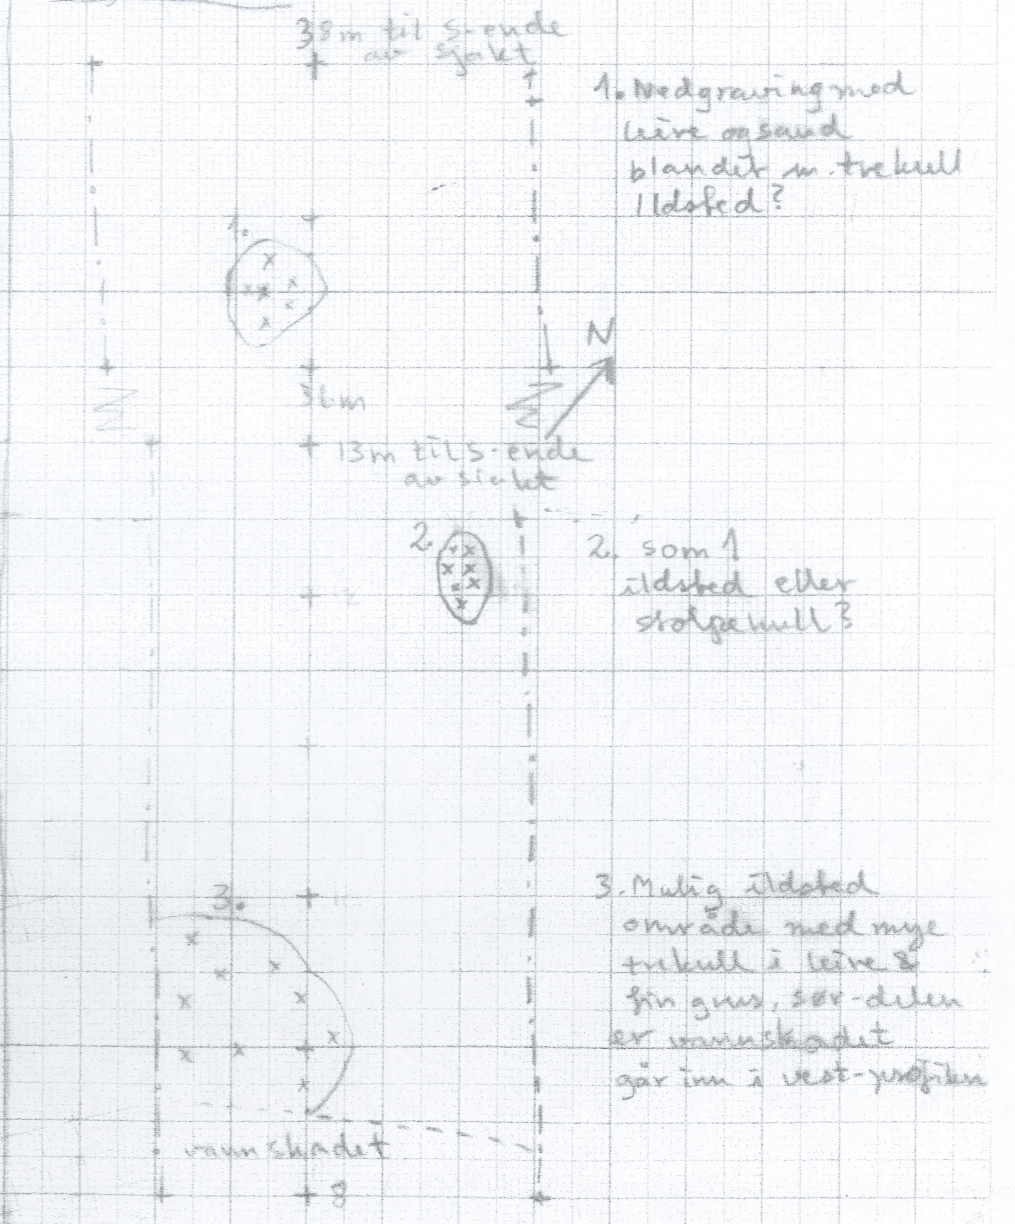 38m til S-ende
av sjakt
1. Nedgraving med
leire og sand
blandet m. trekull
Ildsted?
1.
N
36m
13m til S-ende
av sjakt
2.
2. som 1
ildsted eller
stolpehull?
12
3.
3. Mulig ildsted
område med mye
trekull i leire &
fin grus, sør-delen
er vannskadet
går inn i vest-profilen
vannskadet
8